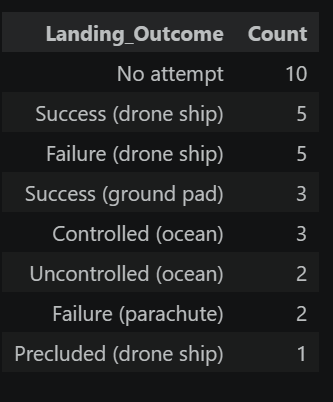 Landing_Outcome Count
No attempt 10
Success (drone ship) 5
Failure (drone ship) 5
Success (ground pad) 3
Controlled (ocean) 3
Uncontrolled (ocean) 2
Failure (parachute) 2
Precluded (drone ship) 1